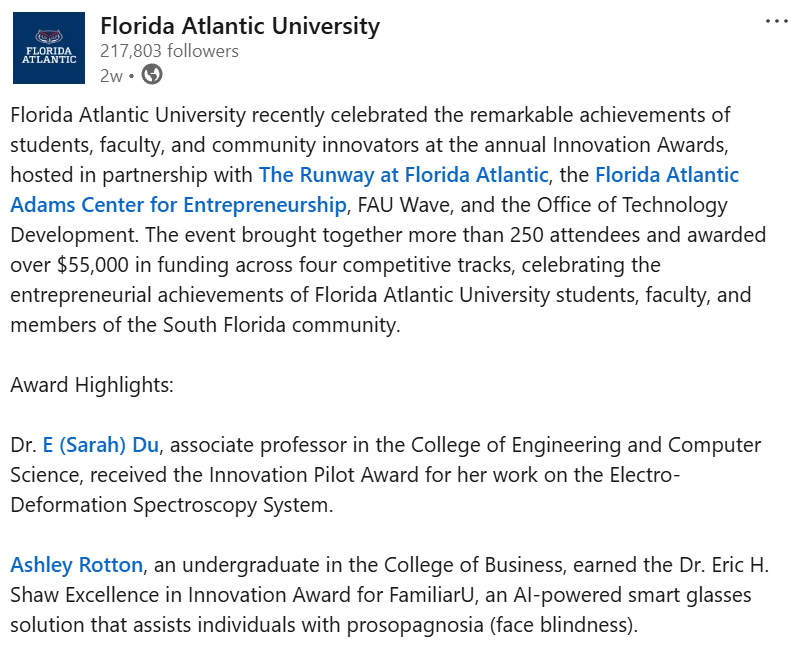 FLORIDA
ATLANTIC
Florida Atlantic University
217,803 followers
2w •
Florida Atlantic University recently celebrated the remarkable achievements of
students, faculty, and community innovators at the annual Innovation Awards,
hosted in partnership with The Runway at Florida Atlantic, the Florida Atlantic
Adams Center for Entrepreneurship, FAU Wave, and the Office of Technology
Development. The event brought together more than 250 attendees and awarded
over $55,000 in funding across four competitive tracks, celebrating the
entrepreneurial achievements of Florida Atlantic University students, faculty, and
members of the South Florida community.
Award Highlights:
Dr. E (Sarah) Du, associate professor in the College of Engineering and Computer
Science, received the Innovation Pilot Award for her work on the Electro-
Deformation Spectroscopy System.
Ashley Rotton, an undergraduate in the College of Business, earned the Dr. Eric H.
Shaw Excellence in Innovation Award for FamiliarU, an AI-powered smart glasses
solution that assists individuals with prosopagnosia (face blindness).